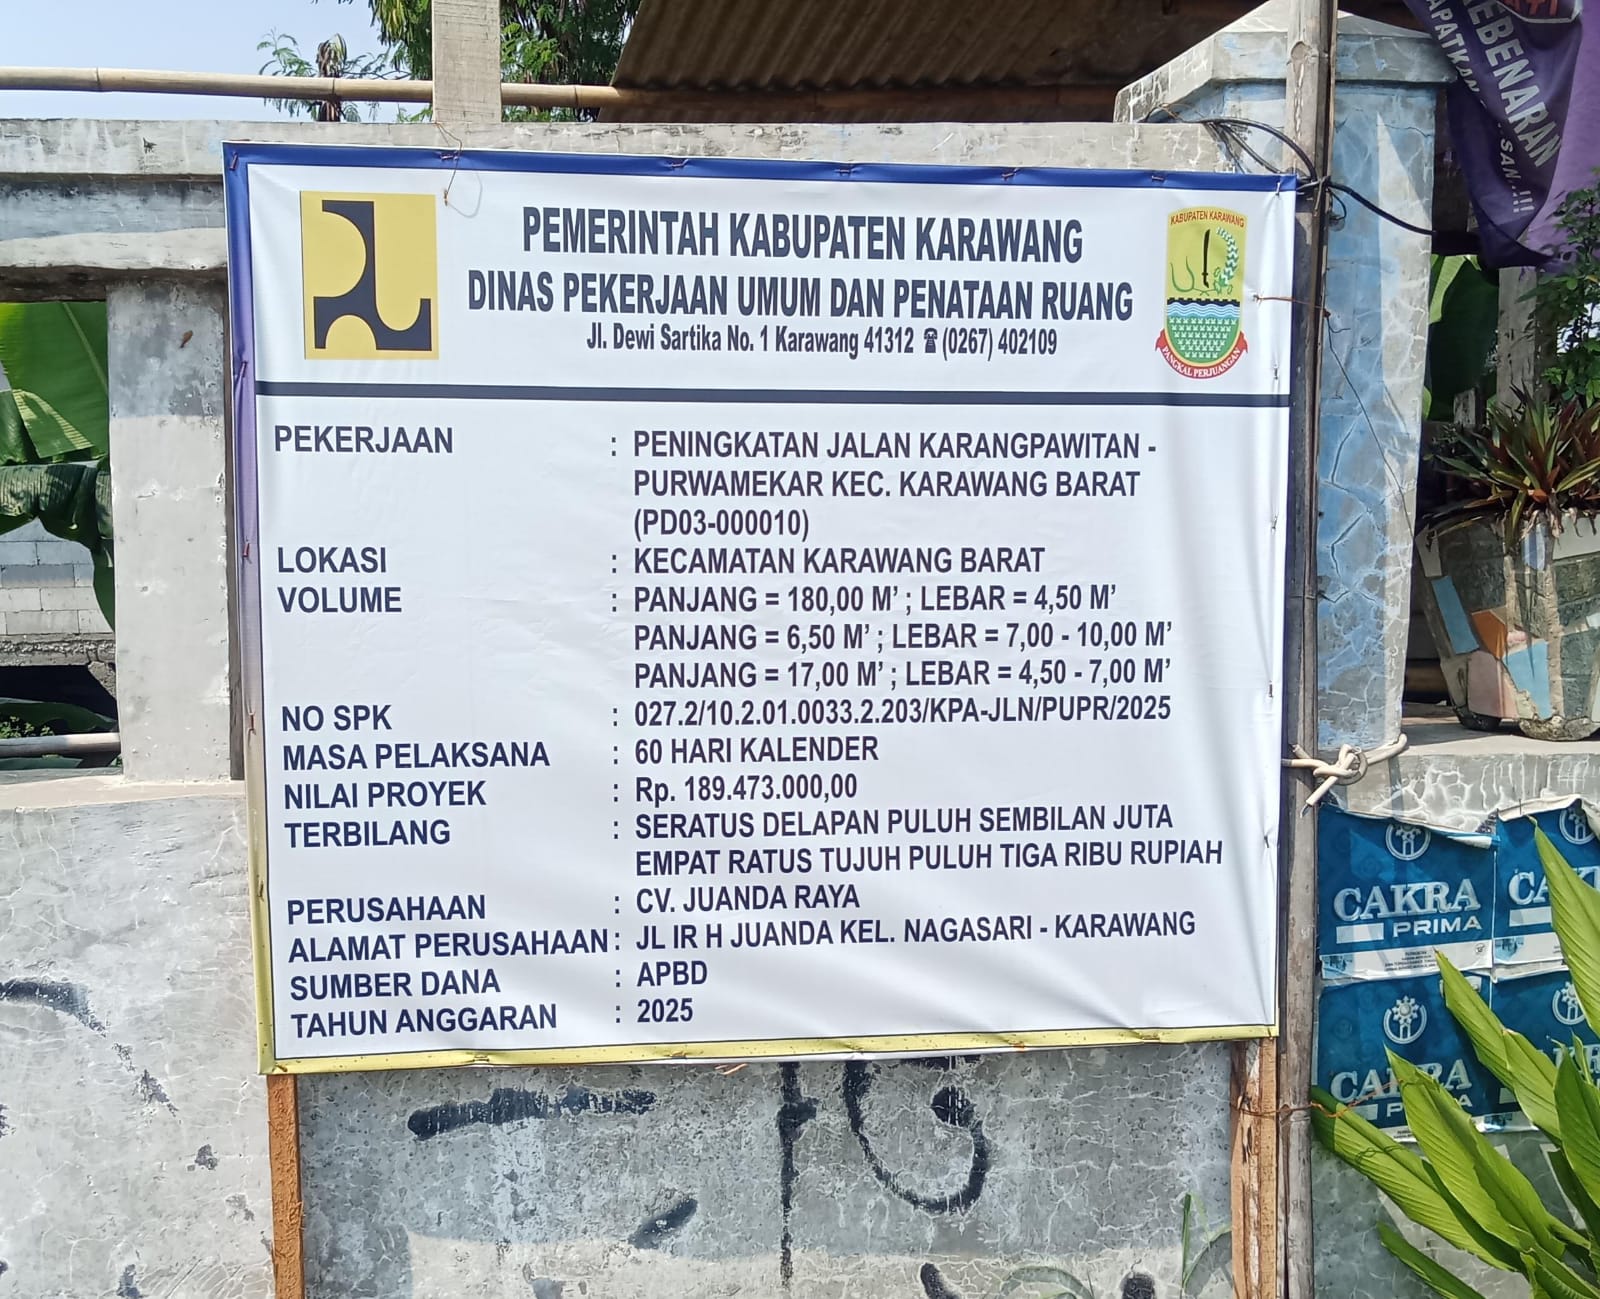 PEMERINTAH KABUPATEN KARAWANG
DINAS PEKERJAAN UMUM DAN PENATAAN RUANG
Jl. Dewi Sartika No. 1 Karawang 41312 ☎ (0267) 402109
KABUPATEN KARAWANG
PANGKAL PERJUANGAN
PEKERJAAN : PENINGKATAN JALAN KARANGPAWITAN -
PURWAMEKAR KEC. KARAWANG BARAT
(PD03-000010)
LOKASI : KECAMATAN KARAWANG BARAT
VOLUME : PANJANG = 180,00 M' ; LEBAR = 4,50 M'
PANJANG = 6,50 M' ; LEBAR = 7,00 - 10,00 M'
PANJANG = 17,00 M' ; LEBAR = 4,50 - 7,00 M'
NO SPK : 027.2/10.2.01.0033.2.203/KPA-JLN/PUPR/2025
MASA PELAKSANA : 60 HARI KALENDER
NILAI PROYEK : Rp. 189.473.000,00
TERBILANG : SERATUS DELAPAN PULUH SEMBILAN JUTA
EMPAT RATUS TUJUH PULUH TIGA RIBU RUPIAH
PERUSAHAAN : CV. JUANDA RAYA
ALAMAT PERUSAHAAN : JL IR H JUANDA KEL. NAGASARI - KARAWANG
SUMBER DANA : APBD
TAHUN ANGGARAN : 2025
KEBENARAN
CAKRA
PRIMA
CAKRA
PRIMA